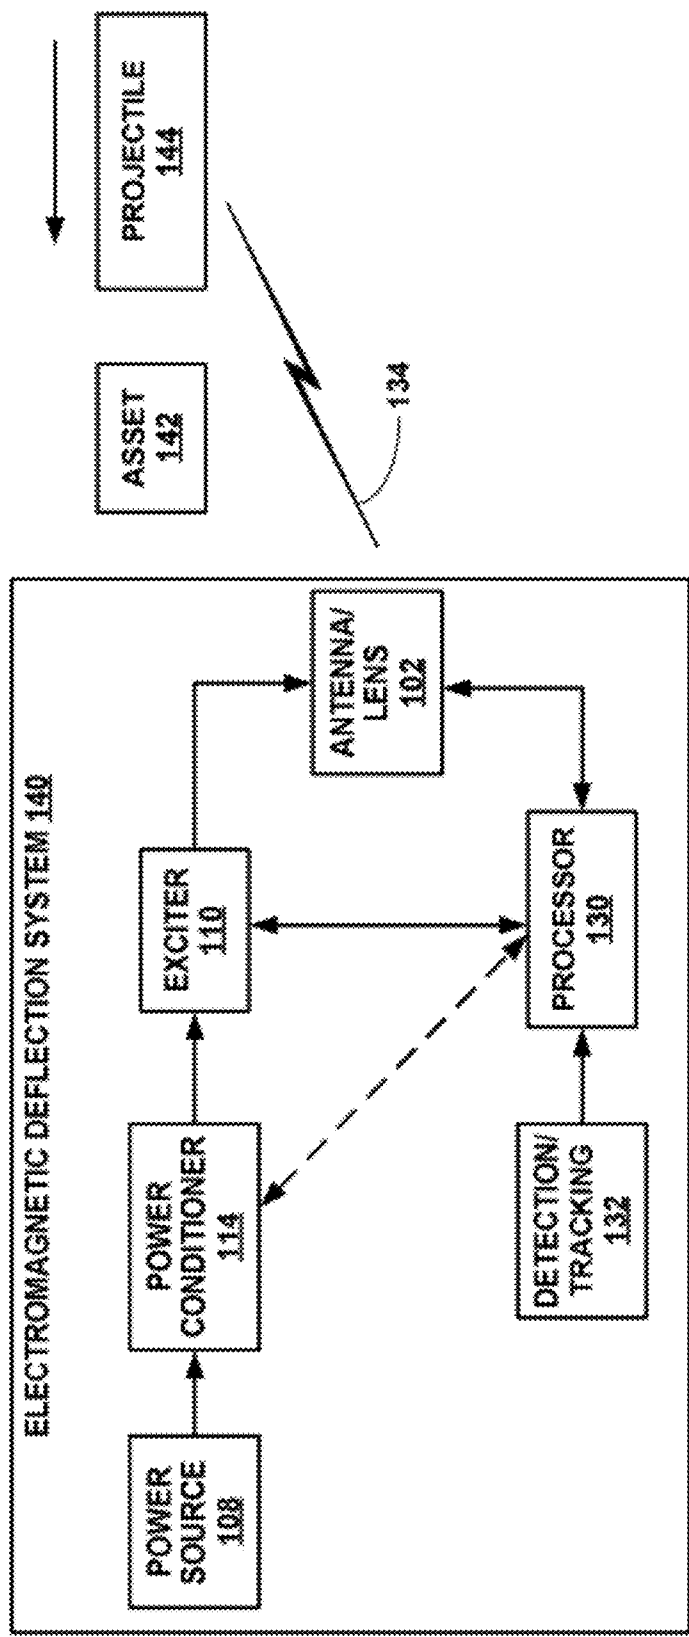 ELECTROMAGNETIC DEFLECTION SYSTEM 140
POWER
SOURCE
108
POWER
CONDITIONER
114
EXCITER
110
ANTENNA/
LENS
102
DETECTION/
TRACKING
132
PROCESSOR
130
ASSET
142
PROJECTILE
144
134